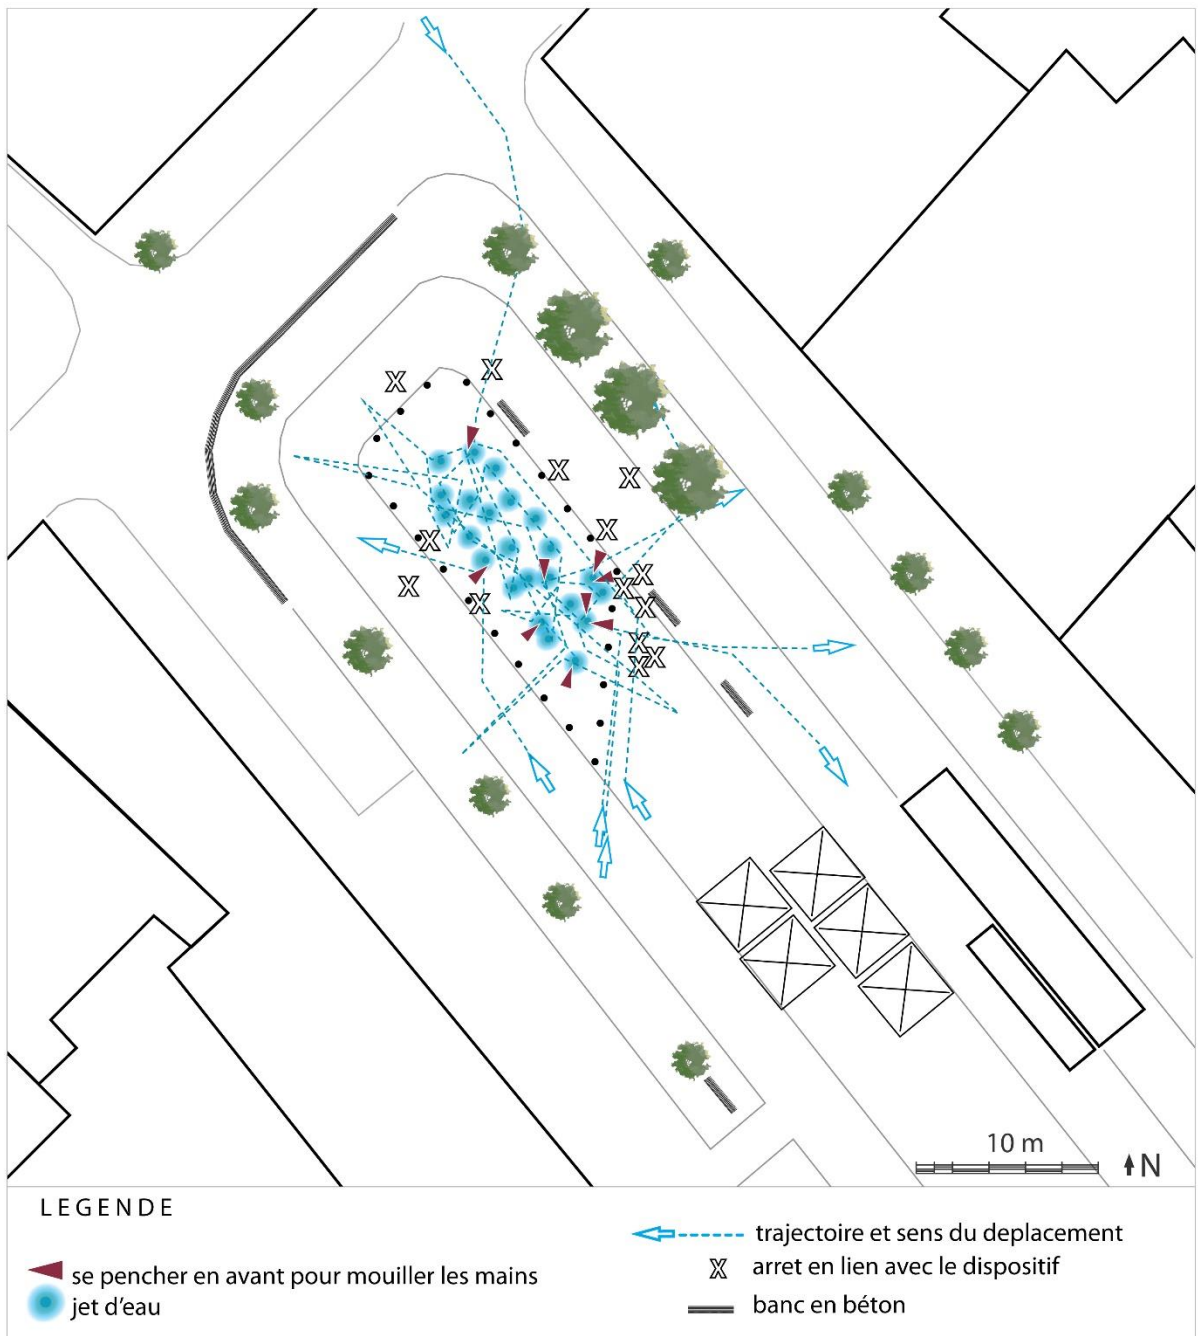 10 m
N
LEGENDE
se pencher en avant pour mouiller les mains
jet d'eau
trajectoire et sens du deplacement
X arret en lien avec le dispositif
banc en béton